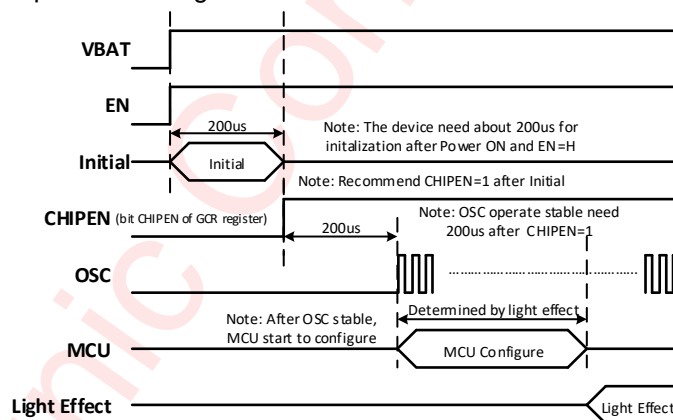 VBAT
EN
200us
Note: The device need about 200us for
initalization after Power ON and EN=H
Initial
Initial
Note: Recommend CHIPEN=1 after Initial
CHIPEN (bit CHIPEN of GCR register)
200us
Note: OSC operate stable need
200us after CHIPEN=1
OSC
Note: After OSC stable,
MCU start to configure
Determined by light effect
MCU
MCU Configure
Light Effect
Light Effect